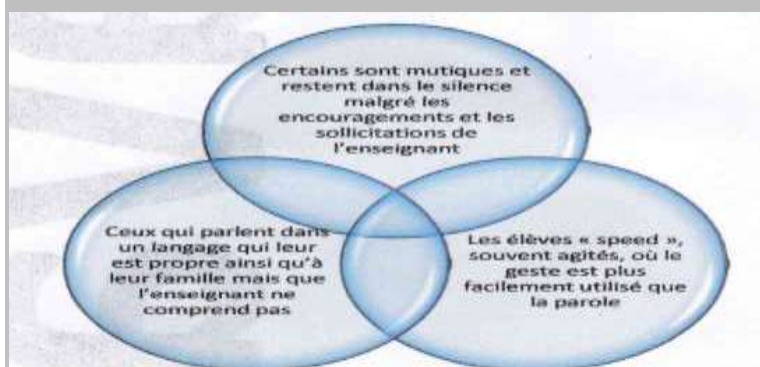 Certains sont mutiques et
restent dans le silence
malgré les
encouragements et les
sollicitations de
l'enseignant
Ceux qui parlent dans
un langage qui leur
est propre ainsi qu'à
leur famille mais que
l'enseignant ne
comprend pas
Les élèves « speed »,
souvent agités, où le
geste est plus
facilement utilisé que
la parole